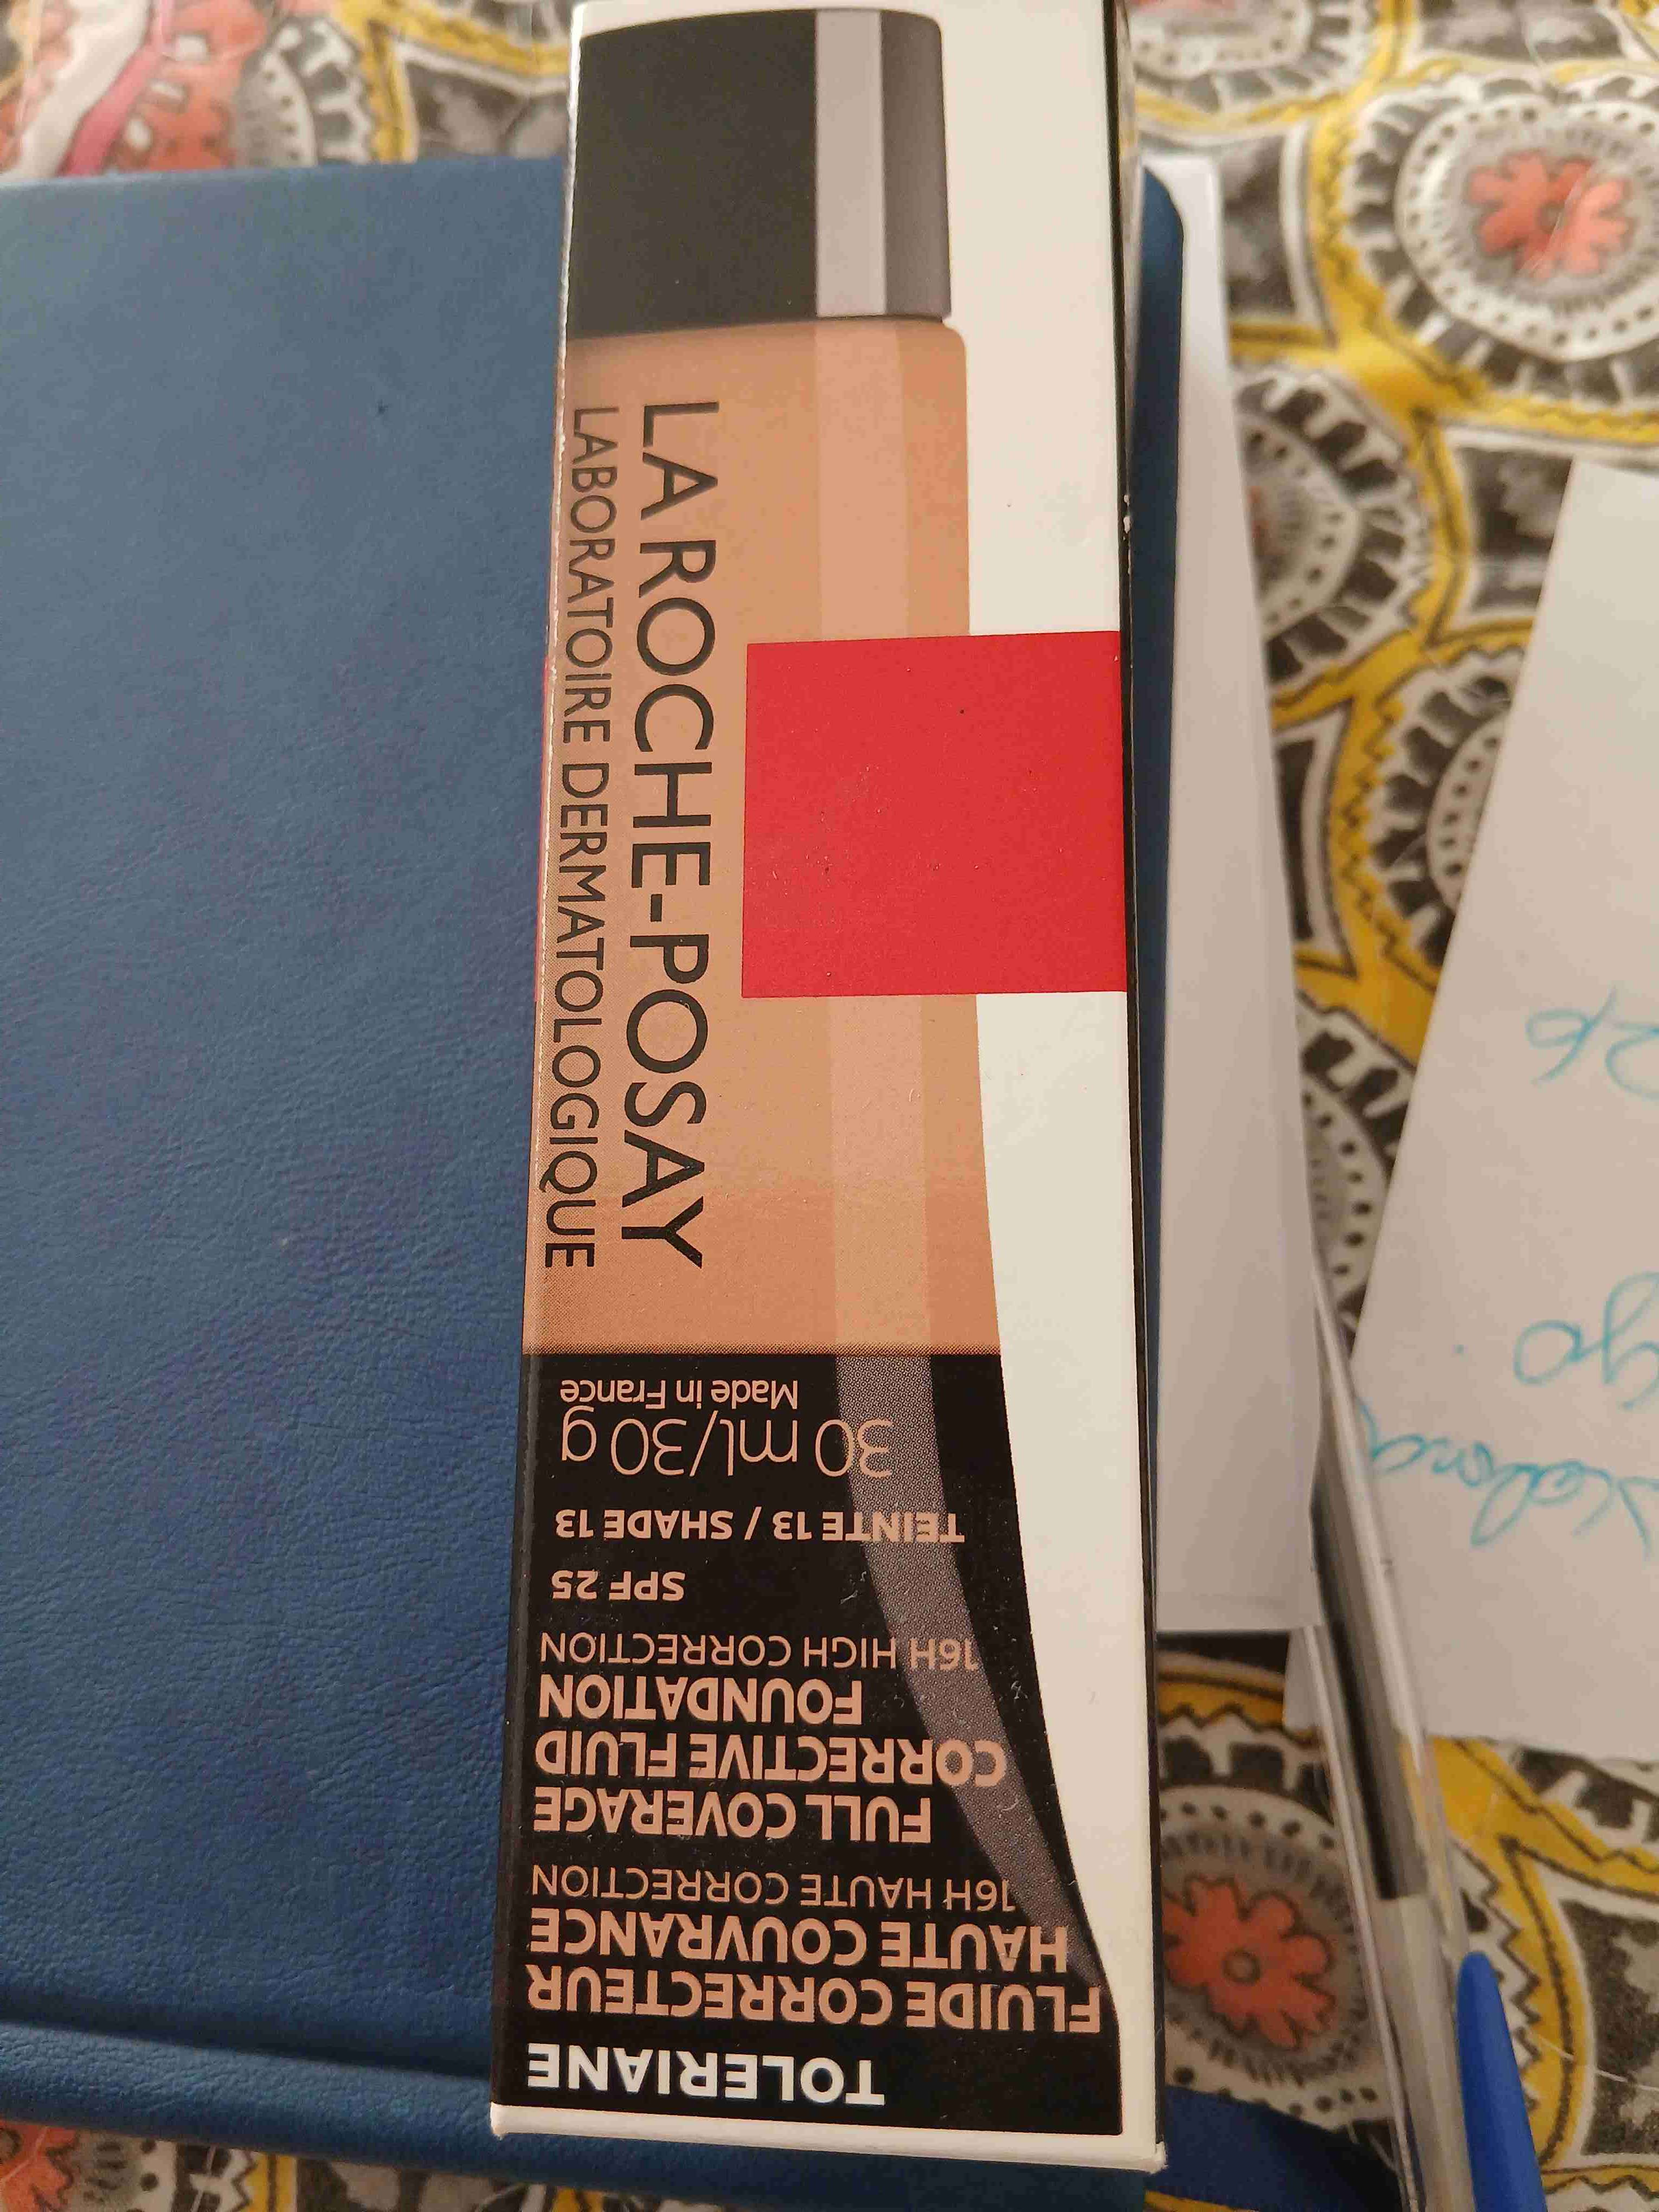 TOLERIANE
FLUIDE CORRECTEUR
HAUTE COUVRANCE
16H HAUTE CORRECTION
FULL COVERAGE
CORRECTIVE FLUID
FOUNDATION
16H HIGH CORRECTION
SPF 25
TEINTE 13 / SHADE 13
30 ml/30 g
Made in France
LA ROCHE-POSAY
LABORATOIRE DERMATOLOGIQUE